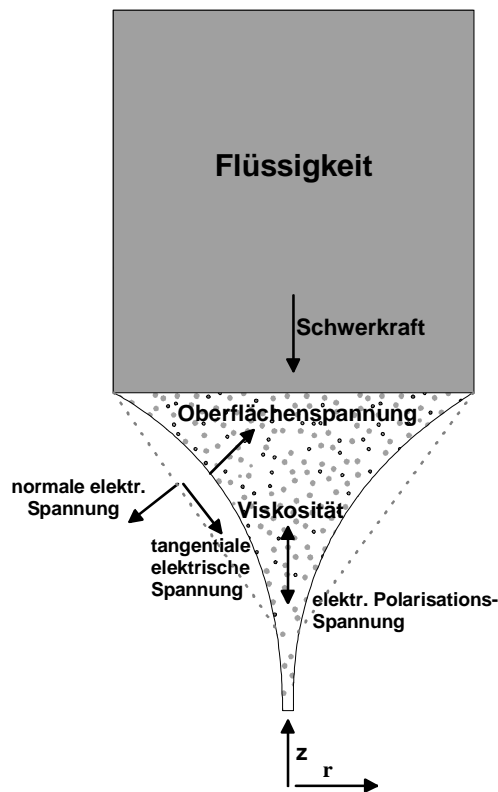 Flüssigkeit
Schwerkraft
Oberflächenspannung
normale elektr.
Spannung
Viskosität
tangentiale
elektrische
Spannung
elektr. Polarisations-
Spannung
z
r